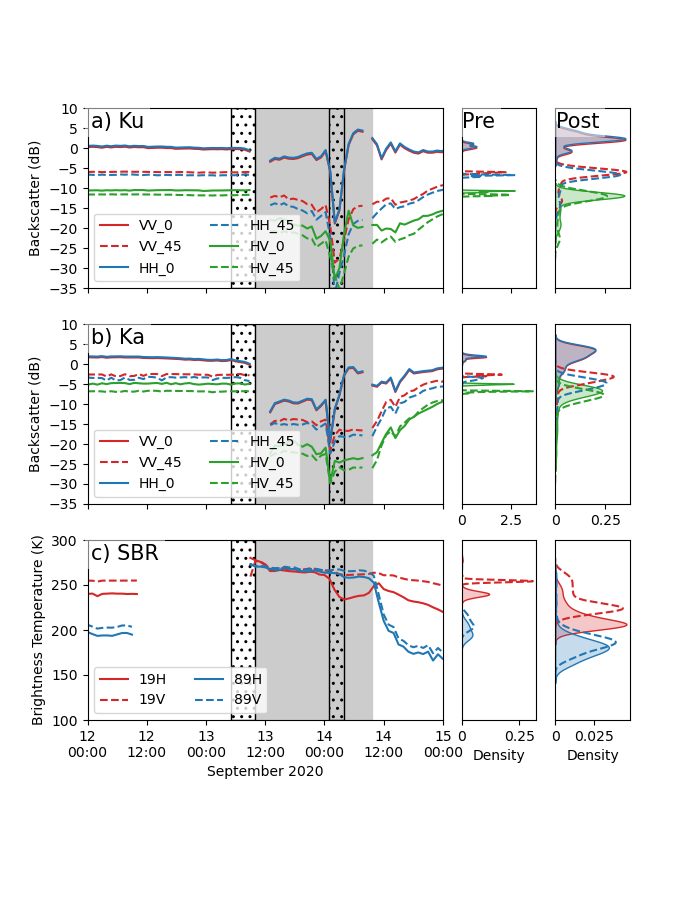 a) Ku
Pre
Post
Backscatter (dB)
10
5
0
−5
−10
−15
−20
−25
−30
−35
VV_0
VV_45
HH_0
HH_45
HV_0
HV_45
b) Ka
Backscatter (dB)
10
5
0
−5
−10
−15
−20
−25
−30
−35
VV_0
VV_45
HH_0
HH_45
HV_0
HV_45
0 2.5
0 0.25
c) SBR
Brightness Temperature (K)
300
250
200
150
100
19H
19V
89H
89V
12 12 13 13 14 14 15
00:00 12:00 00:00 12:00 00:00 12:00 00:00
September 2020
0 0.25
Density
0 0.025
Density